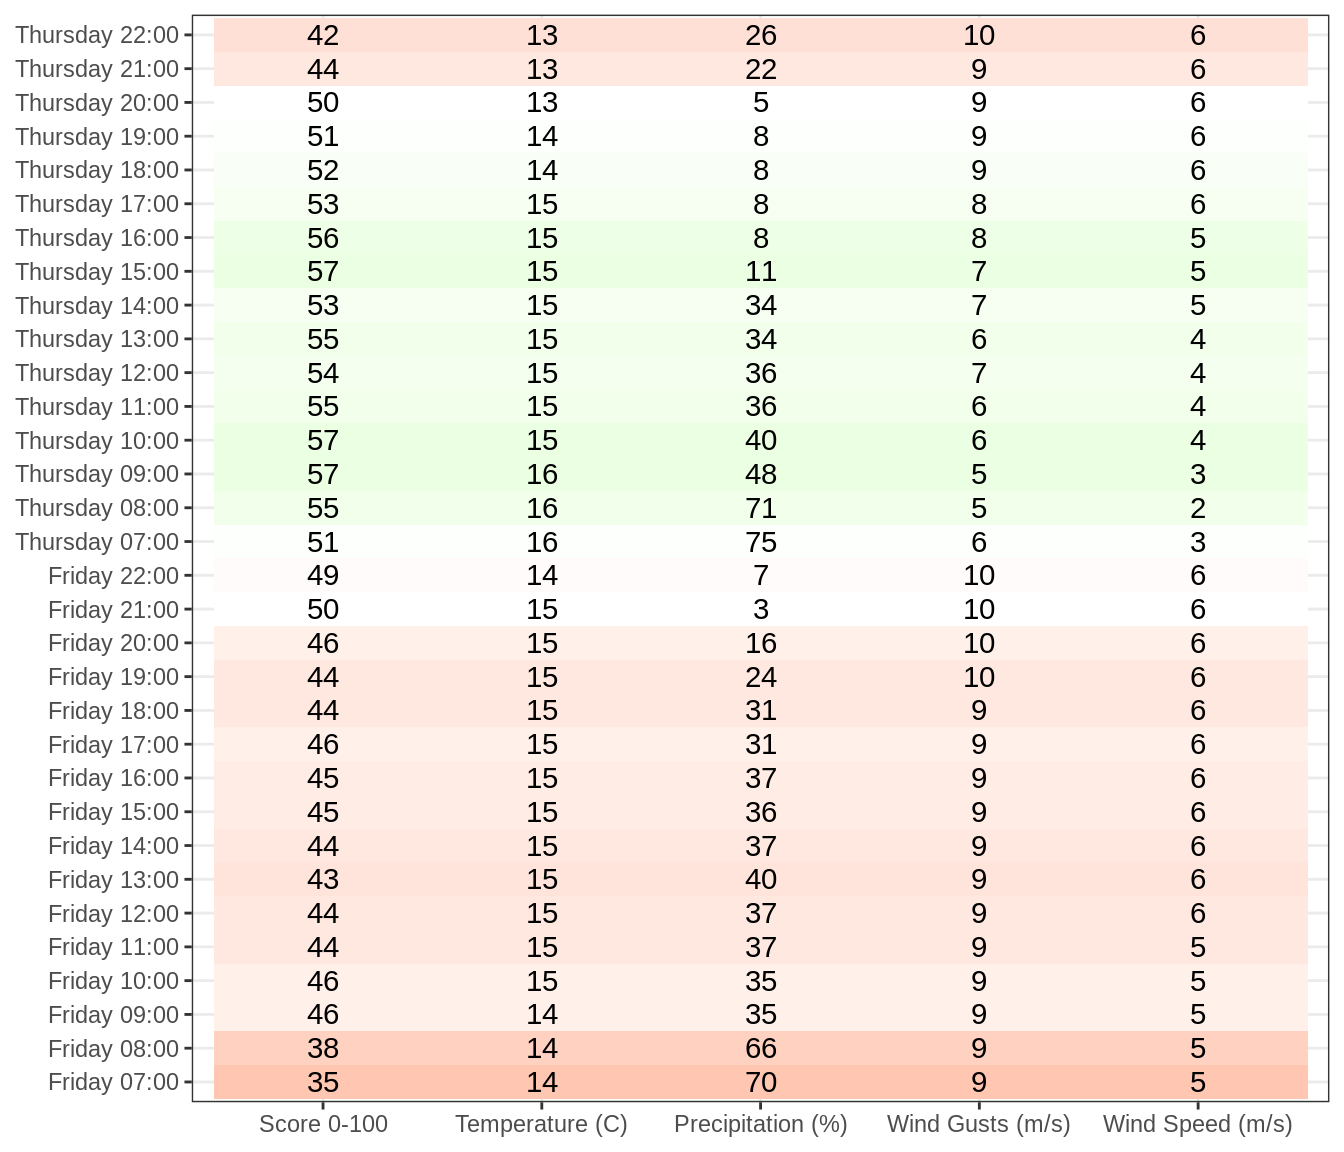 Thursday 22:00 42 13 26 10 6
Thursday 21:00 44 13 22 9 6
Thursday 20:00 50 13 5 9 6
Thursday 19:00 51 14 8 9 6
Thursday 18:00 52 14 8 9 6
Thursday 17:00 53 15 8 8 6
Thursday 16:00 56 15 8 8 5
Thursday 15:00 57 15 11 7 5
Thursday 14:00 53 15 34 7 5
Thursday 13:00 55 15 34 6 4
Thursday 12:00 54 15 36 7 4
Thursday 11:00 55 15 36 6 4
Thursday 10:00 57 15 40 6 4
Thursday 09:00 57 16 48 5 3
Thursday 08:00 55 16 71 5 2
Thursday 07:00 51 16 75 6 3
Friday 22:00 49 14 7 10 6
Friday 21:00 50 15 3 10 6
Friday 20:00 46 15 16 10 6
Friday 19:00 44 15 24 10 6
Friday 18:00 44 15 31 9 6
Friday 17:00 46 15 31 9 6
Friday 16:00 45 15 37 9 6
Friday 15:00 45 15 36 9 6
Friday 14:00 44 15 37 9 6
Friday 13:00 43 15 40 9 6
Friday 12:00 44 15 37 9 6
Friday 11:00 44 15 37 9 5
Friday 10:00 46 15 35 9 5
Friday 09:00 46 14 35 9 5
Friday 08:00 38 14 66 9 5
Friday 07:00 35 14 70 9 5
Score 0-100 Temperature (C) Precipitation (%) Wind Gusts (m/s) Wind Speed (m/s)